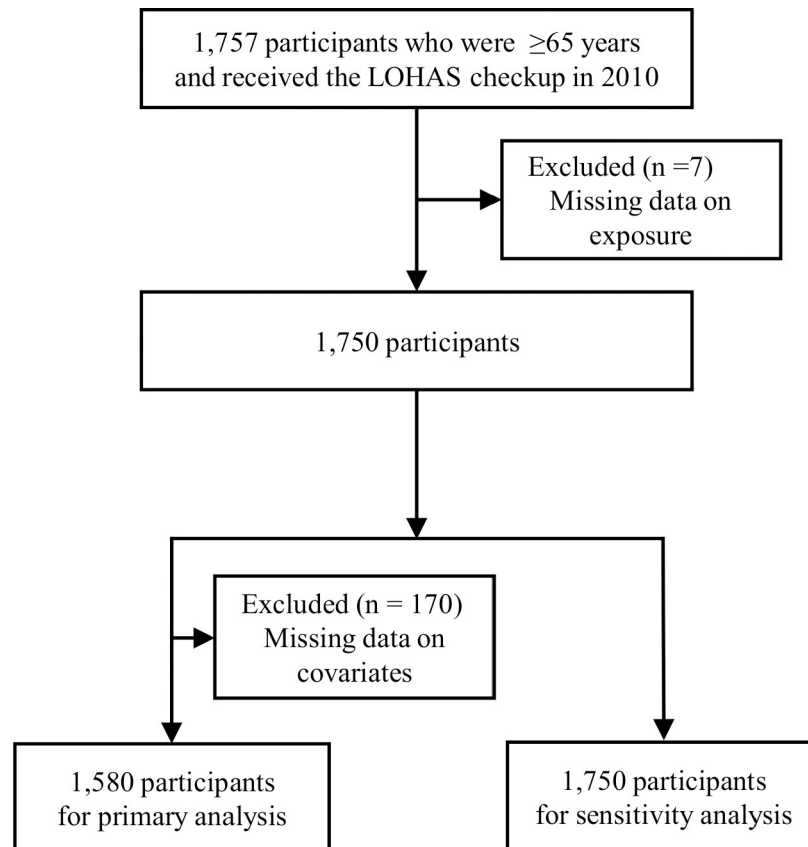 1,757 participants who were ≥65 years
and received the LOHAS checkup in 2010
Excluded (n =7)
Missing data on
exposure
1,750 participants
Excluded (n = 170)
Missing data on
covariates
1,580 participants
for primary analysis
1,750 participants
for sensitivity analysis